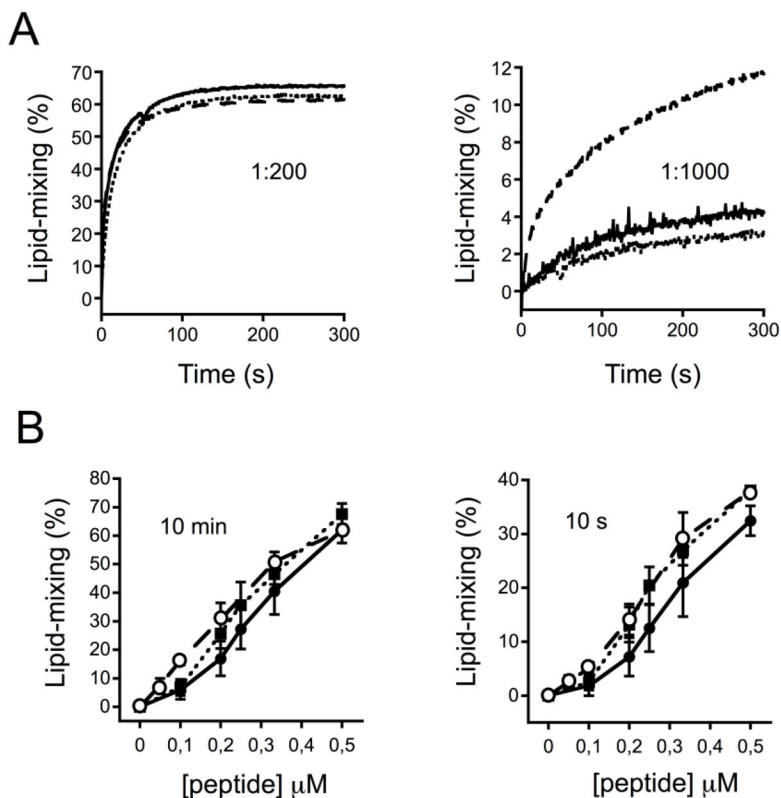 A
Lipid-mixing (%)
70
60
50
40
30
20
10
0
1:200
0 100 200 300
Time (s)
Lipid-mixing (%)
12
10
8
6
4
2
0
1:1000
0 100 200 300
Time (s)
B
Lipid-mixing (%)
80
70
60
50
40
30
20
10
0
10 min
0 0,1 0,2 0,3 0,4 0,5
[peptide] μM
Lipid-mixing (%)
40
30
20
10
0
10 s
0 0,1 0,2 0,3 0,4 0,5
[peptide] μM